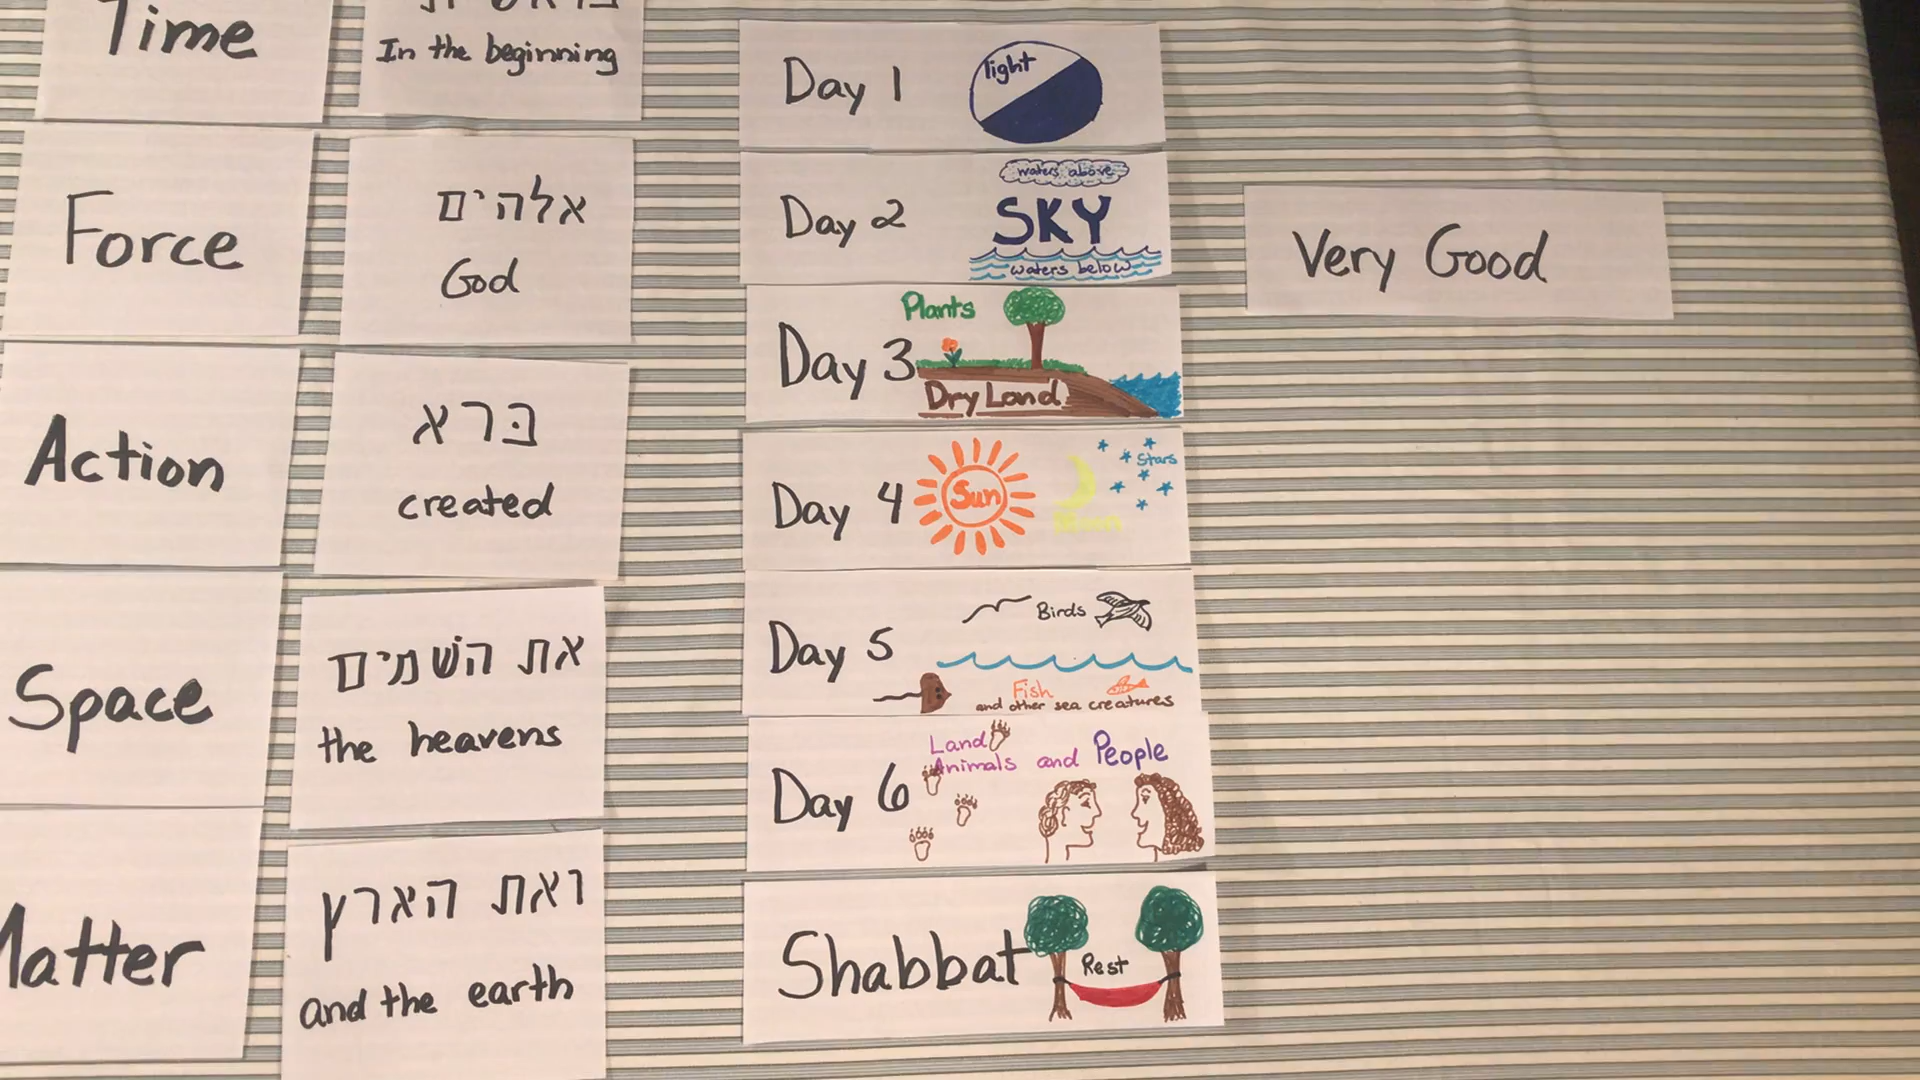 Time
Force
Action
Space
Matter
בראשית
In the beginning
אלהים
God
ברא
created
את השמים
the heavens
ואת הארץ
and the earth
Day 1
light
Day 2
waters above
SKY
waters below
Day 3
Plants
Dry Land
Day 4
Sun
Moon
Stars
Day 5
Birds
Fish
and other sea creatures
Day 6
Land
Animals and People
Shabbat
Rest
Very Good